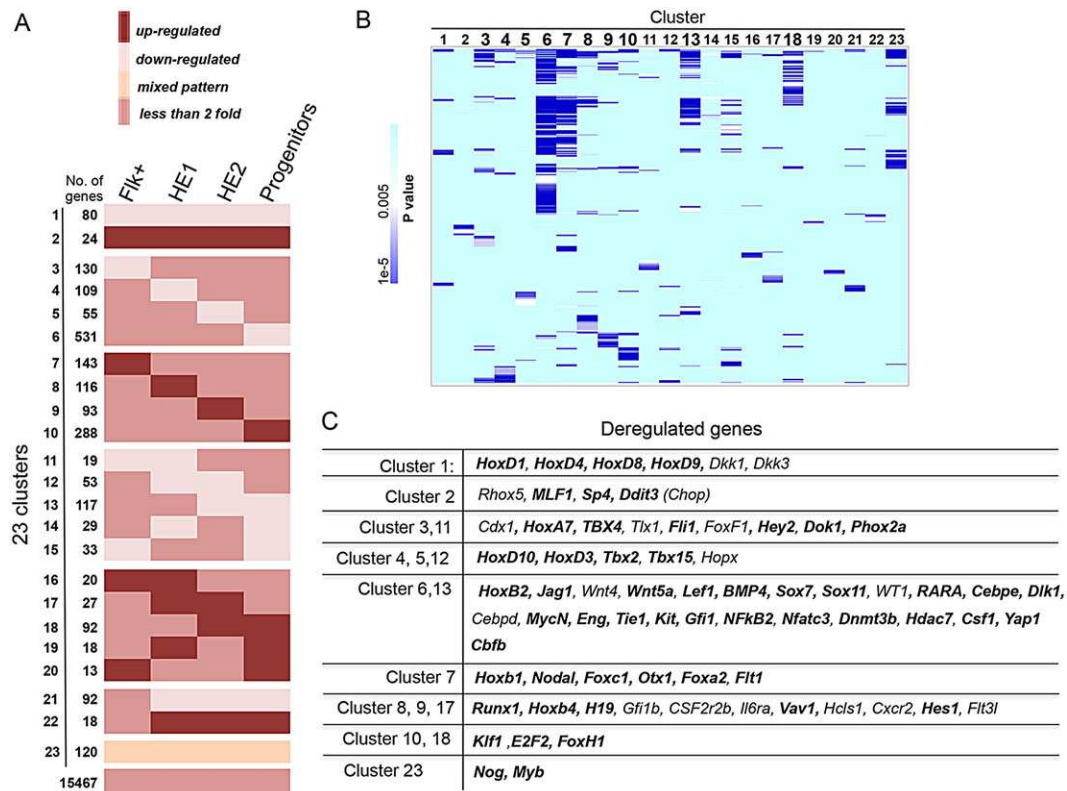 A
up-regulated
down-regulated
mixed pattern
less than 2 fold
No. of
genes
Flk+ HE1 HE2 Progenitors
23 clusters
1 80
2 24
3 130
4 109
5 55
6 531
7 143
8 116
9 93
10 288
11 19
12 53
13 117
14 29
15 33
16 20
17 27
18 92
19 18
20 13
21 92
22 18
23 120
15467
B
Cluster
1 2 3 4 5 6 7 8 9 10 11 12 13 14 15 16 17 18 19 20 21 22 23
1e-5 0.005
P value
C
Deregulated genes
Cluster 1: HoxD1, HoxD4, HoxD8, HoxD9, Dkk1, Dkk3
Cluster 2 Rhox5, MLF1, Sp4, Ddit3 (Chop)
Cluster 3,11 Cdx1, HoxA7, TBX4, Tlx1, Fli1, FoxF1, Hey2, Dok1, Phox2a
Cluster 4, 5,12 HoxD10, HoxD3, Tbx2, Tbx15, Hopx
Cluster 6,13 HoxB2, Jag1, Wnt4, Wnt5a, Lef1, BMP4, Sox7, Sox11, WT1, RARA, Cebpe, Dlk1,
Cebpd, MycN, Eng, Tie1, Kit, Gfi1, NFkB2, Nfatc3, Dnmt3b, Hdac7, Csf1, Yap1
Cbfb
Cluster 7 Hoxb1, Nodal, Foxc1, Otx1, Foxa2, Flt1
Cluster 8, 9, 17 Runx1, Hoxb4, H19, Gfi1b, CSF2r2b, Il6ra, Vav1, Hcls1, Cxcr2, Hes1, Flt3l
Cluster 10, 18 Klf1 ,E2F2, FoxH1
Cluster 23 Nog, Myb